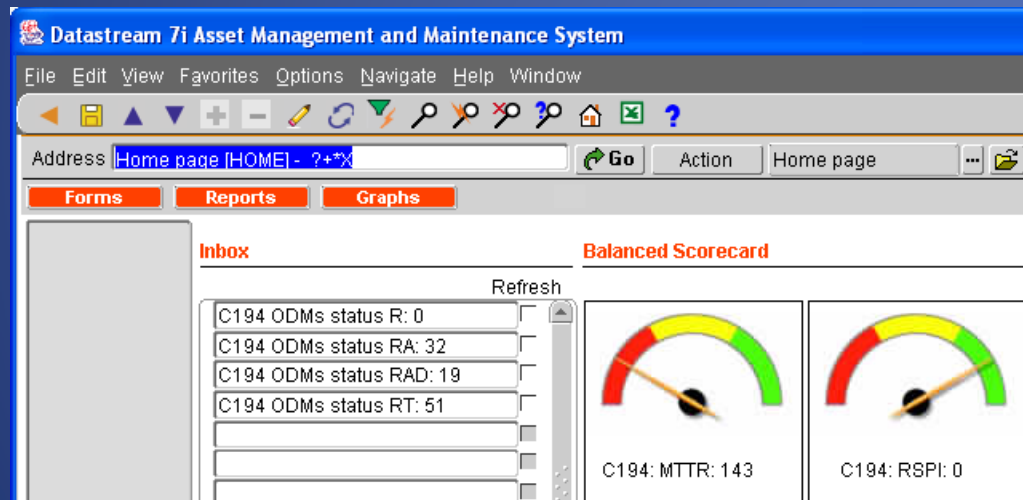 Datastream 7i Asset Management and Maintenance System
File Edit View Favorites Options Navigate Help Window
Address Home page [HOME] - ?+*X Go Action Home page ...
Forms Reports Graphs
Inbox
Refresh
C194 ODMs status R: 0
C194 ODMs status RA: 32
C194 ODMs status RAD: 19
C194 ODMs status RT: 51
Balanced Scorecard
C194: MTTR: 143
C194: RSPI: 0